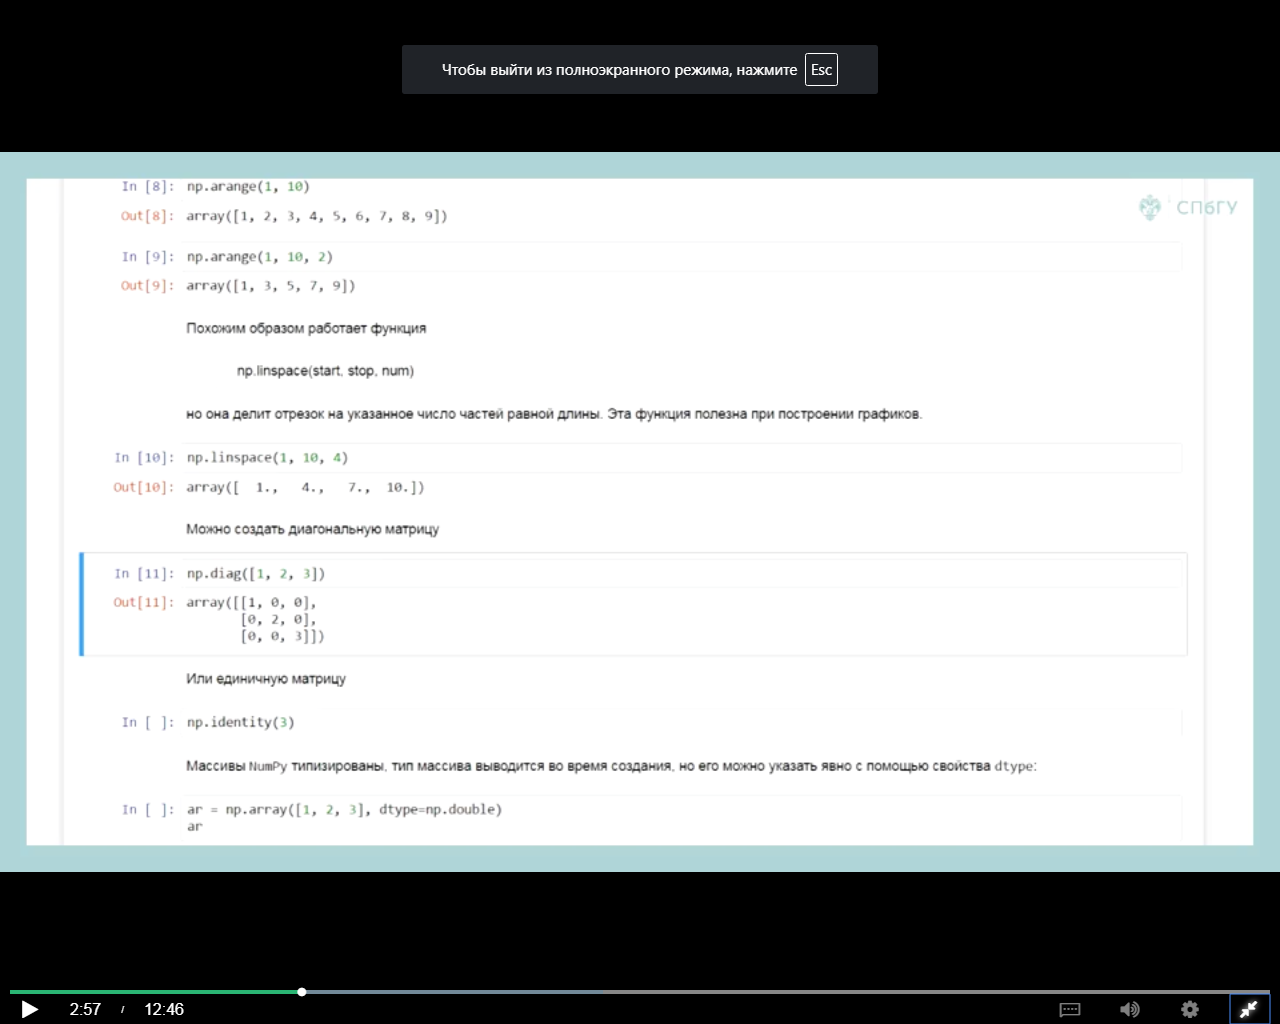 Чтобы выйти из полноэкранного режима, нажмите Esc
In [8]: np.arange(1, 10)
СПбГУ
Out[8]: array([1, 2, 3, 4, 5, 6, 7, 8, 9])
In [9]: np.arange(1, 10, 2)
Out[9]: array([1, 3, 5, 7, 9])
Похожим образом работает функция
np.linspace(start, stop, num)
но она делит отрезок на указанное число частей равной длины. Эта функция полезна при построении графиков.
In [10]: np.linspace(1, 10, 4)
Out[10]: array([  1.,   4.,   7.,  10.])
Можно создать диагональную матрицу
In [11]: np.diag([1, 2, 3])
Out[11]: array([[1, 0, 0],
[0, 2, 0],
[0, 0, 3]])
Или единичную матрицу
In [ ]: np.identity(3)
Массивы NumPy типизированы, тип массива выводится во время создания, но его можно указать явно с помощью свойства dtype:
In [ ]: ar = np.array([1, 2, 3], dtype=np.double)
ar
2:57 / 12:46